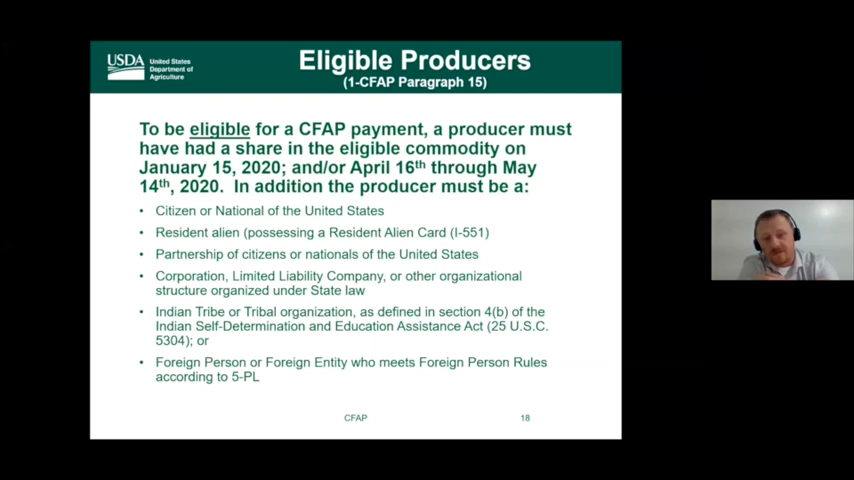 USDA
United States
Department of
Agriculture
Eligible Producers
(1-CFAP Paragraph 15)
To be eligible for a CFAP payment, a producer must
have had a share in the eligible commodity on
January 15, 2020; and/or April 16th through May
14th, 2020. In addition the producer must be a:
• Citizen or National of the United States
• Resident alien (possessing a Resident Alien Card (I-551)
• Partnership of citizens or nationals of the United States
• Corporation, Limited Liability Company, or other organizational
structure organized under State law
• Indian Tribe or Tribal organization, as defined in section 4(b) of the
Indian Self-Determination and Education Assistance Act (25 U.S.C.
5304); or
• Foreign Person or Foreign Entity who meets Foreign Person Rules
according to 5-PL
CFAP
18